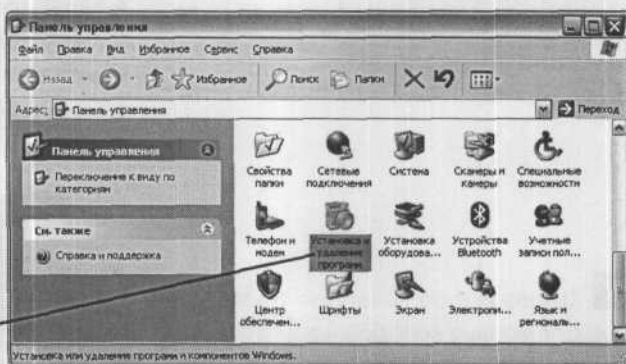 Панель управления
Файл Правка Вид Избранное Сервис Справка
Назад Избранное Поиск Папки
Адрес: Панель управления Переход
Панель управления
Переключение к виду по
категориям
См. также
Справка и поддержка
Свойства папки
Сетевые подключения
Система
Сканеры и камеры
Специальные возможности
Телефон и модем
Установка и удаление программ
Установка оборудова...
Устройства Bluetooth
Учетные записи пол...
Центр обеспечен...
Шрифты
Экран
Электропи...
Язык и региональ...
Установка или удаление программ и компонентов Windows.